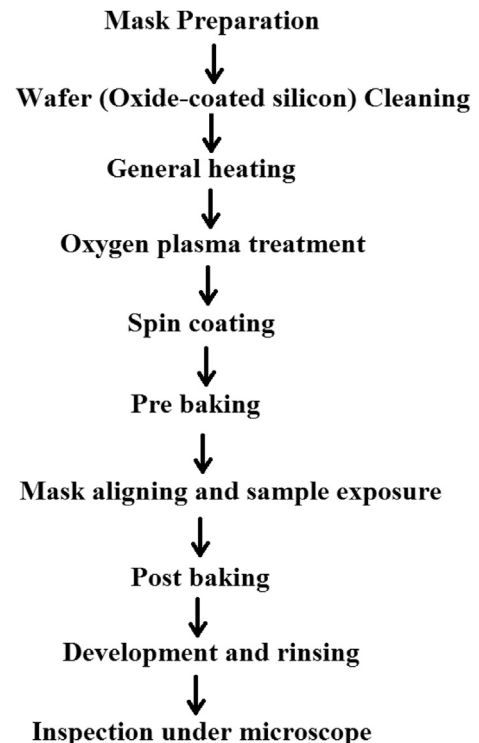 Mask Preparation
Wafer (Oxide-coated silicon) Cleaning
General heating
Oxygen plasma treatment
Spin coating
Pre baking
Mask aligning and sample exposure
Post baking
Development and rinsing
Inspection under microscope